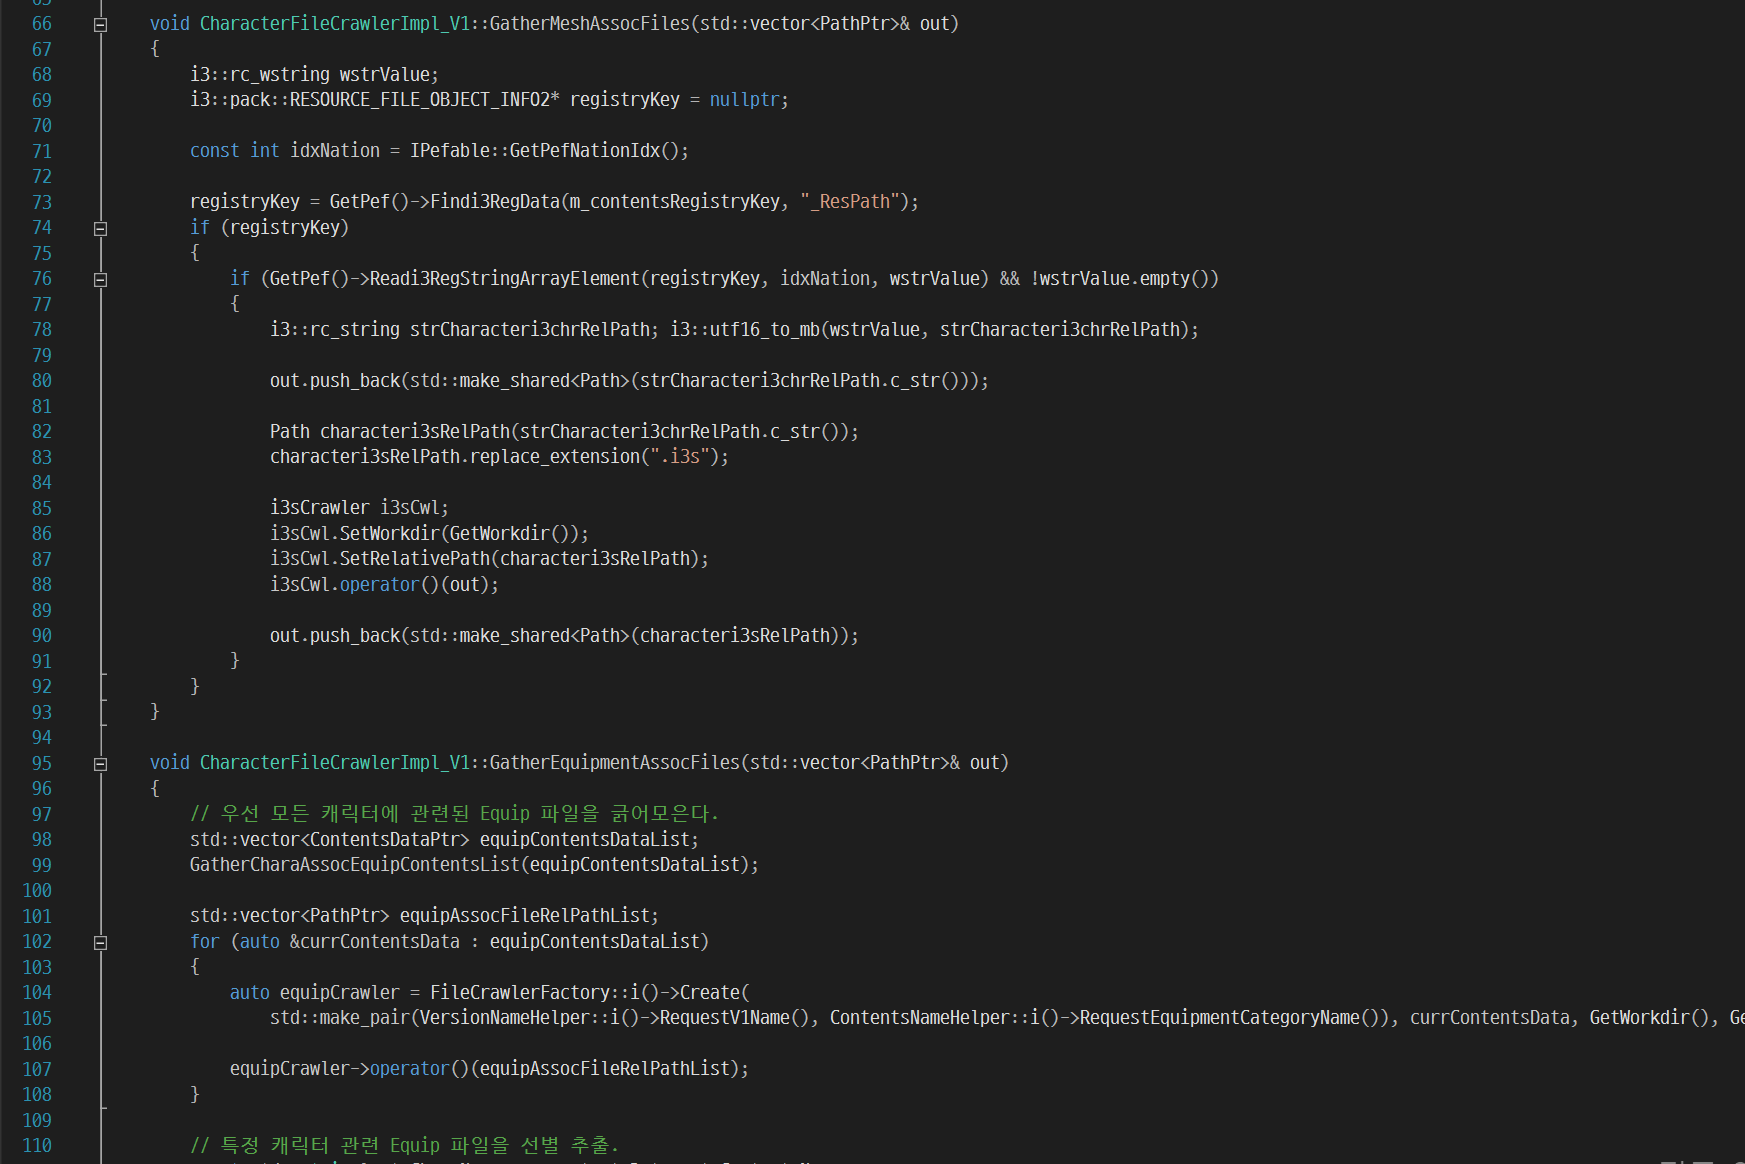 66 void CharacterFileCrawlerImpl_V1::GatherMeshAssocFiles(std::vector<PathPtr>& out)
67 {
68 i3::rc_wstring wstrValue;
69 i3::pack::RESOURCE_FILE_OBJECT_INFO2* registryKey = nullptr;
70
71 const int idxNation = IPefable::GetPefNationIdx();
72
73 registryKey = GetPef()->Findi3RegData(m_contentsRegistryKey, "_ResPath");
74 if (registryKey)
75 {
76 if (GetPef()->Readi3RegStringArrayElement(registryKey, idxNation, wstrValue) && !wstrValue.empty())
77 {
78 i3::rc_string strCharacteri3chrRelPath; i3::utf16_to_mb(wstrValue, strCharacteri3chrRelPath);
79
80 out.push_back(std::make_shared<Path>(strCharacteri3chrRelPath.c_str()));
81
82 Path characteri3sRelPath(strCharacteri3chrRelPath.c_str());
83 characteri3sRelPath.replace_extension(".i3s");
84
85 i3sCrawler i3sCwl;
86 i3sCwl.SetWorkdir(GetWorkdir());
87 i3sCwl.SetRelativePath(characteri3sRelPath);
88 i3sCwl.operator()(out);
89
90 out.push_back(std::make_shared<Path>(characteri3sRelPath));
91 }
92 }
93 }
94
95 void CharacterFileCrawlerImpl_V1::GatherEquipmentAssocFiles(std::vector<PathPtr>& out)
96 {
97 // 우선 모든 캐릭터에 관련된 Equip 파일을 긁어모은다.
98 std::vector<ContentsDataPtr> equipContentsDataList;
99 GatherCharaAssocEquipContentsList(equipContentsDataList);
100
101 std::vector<PathPtr> equipAssocFileRelPathList;
102 for (auto &currContentsData : equipContentsDataList)
103 {
104 auto equipCrawler = FileCrawlerFactory::i()->Create(
105 std::make_pair(VersionNameHelper::i()->RequestV1Name(), ContentsNameHelper::i()->RequestEquipmentCategoryName()), currContentsData, GetWorkdir(), Ge
106
107 equipCrawler->operator()(equipAssocFileRelPathList);
108 }
109
110 // 특정 캐릭터 관련 Equip 파일을 선별 추출.